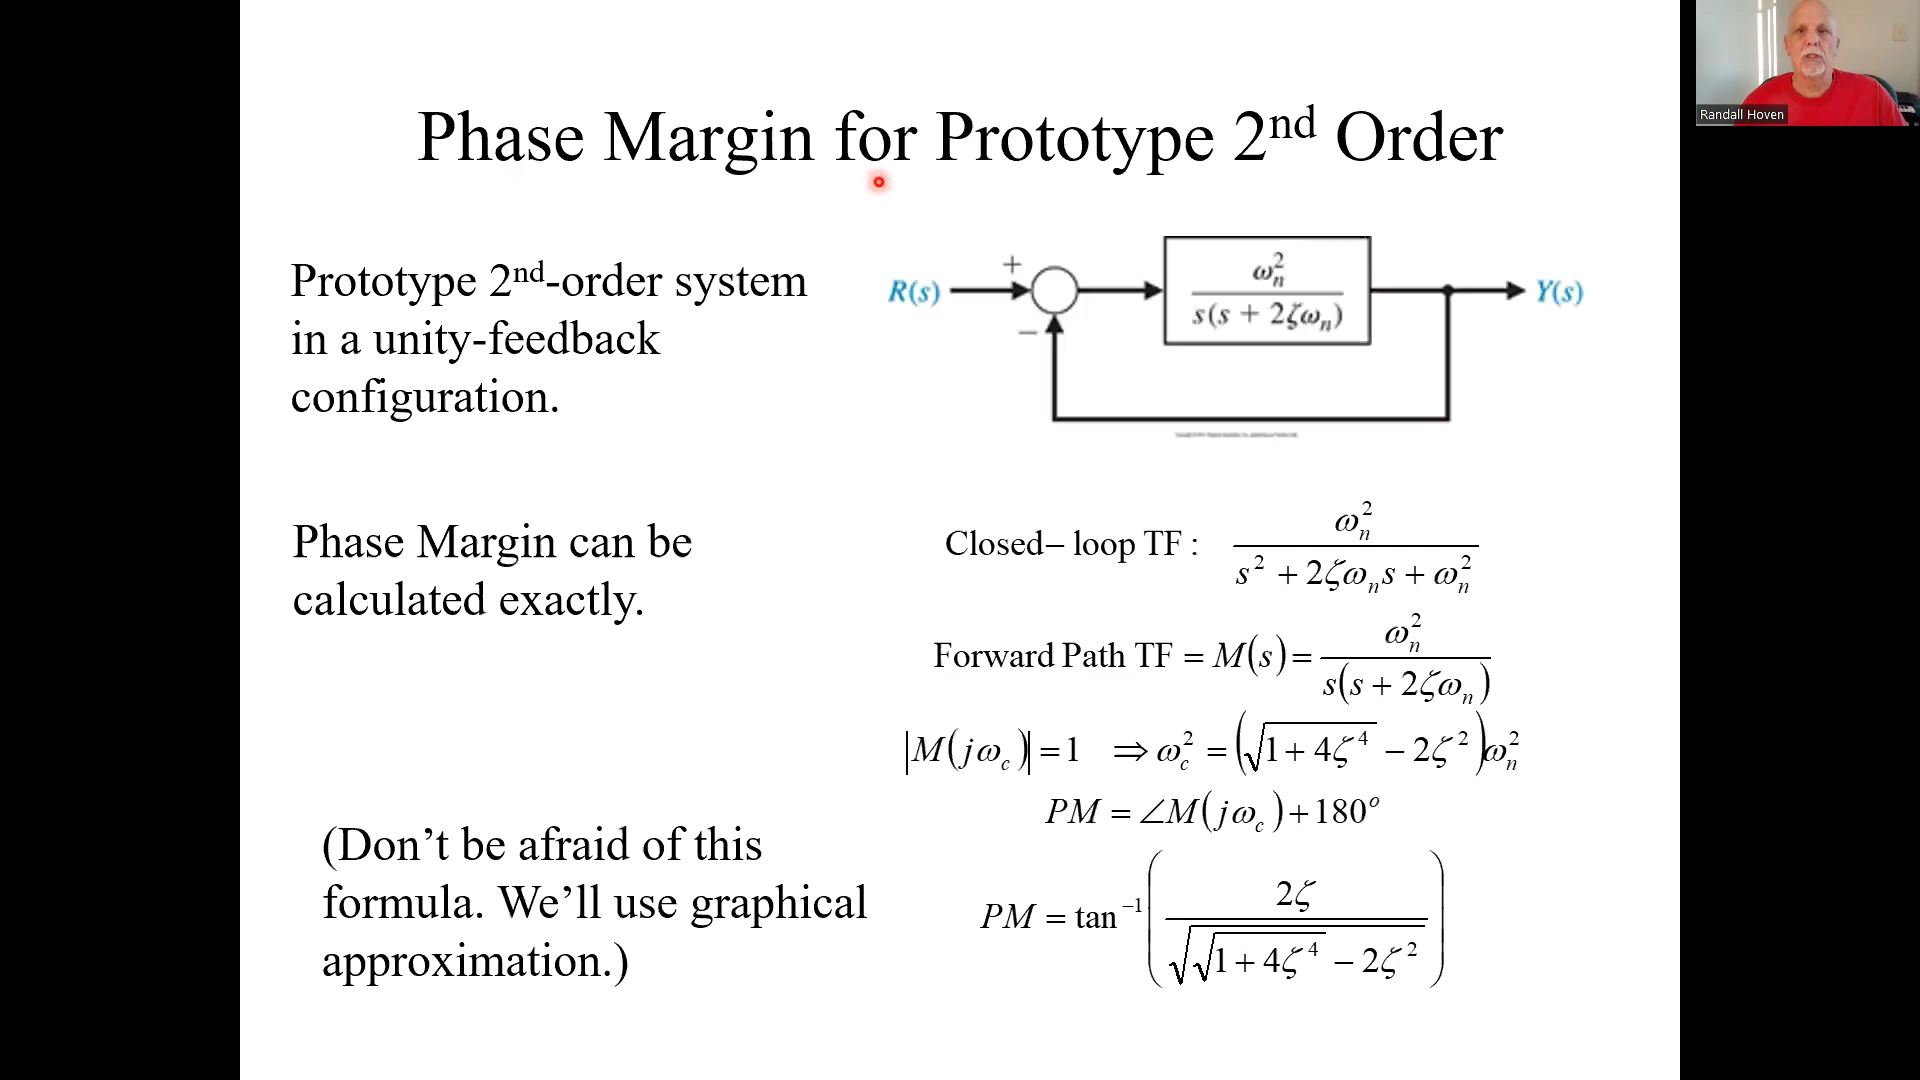 Randall Hoven
Phase Margin for Prototype 2nd Order
Prototype 2nd-order system
in a unity-feedback
configuration.
R(s)
+
−
ωₙ²
s(s + 2ζωₙ)
Y(s)
Phase Margin can be
calculated exactly.
Closed– loop TF : ωₙ² / (s² + 2ζωₙs + ωₙ²)
Forward Path TF = M(s) = ωₙ² / (s(s + 2ζωₙ))
|M(jω_c)| = 1 ⇒ ω_c² = (√(1 + 4ζ⁴) − 2ζ²)ωₙ²
PM = ∠M(jω_c) + 180°
(Don’t be afraid of this
formula. We’ll use graphical
approximation.)
PM = tan⁻¹(2ζ / √(√(1 + 4ζ⁴) − 2ζ²))